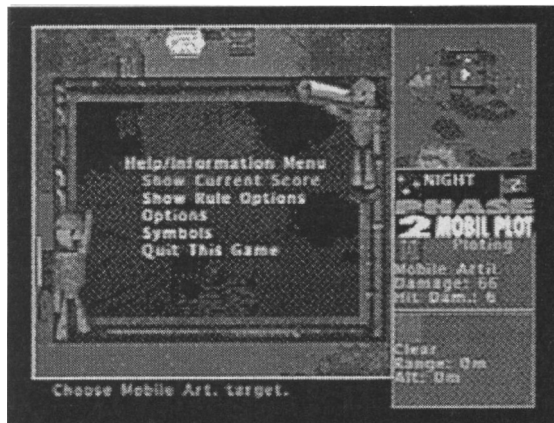 Help/Information Menu
Show Current Score
Show Rule Options
Options
Symbols
Quit This Game
Choose Mobile Art. target.
NIGHT
2
PHASE
2 MOBIL PLOT
Ploting
Mobile Artil
Damage: 66
Hit Dam.: 6
Clear
Range: 0m
Alt: 0m